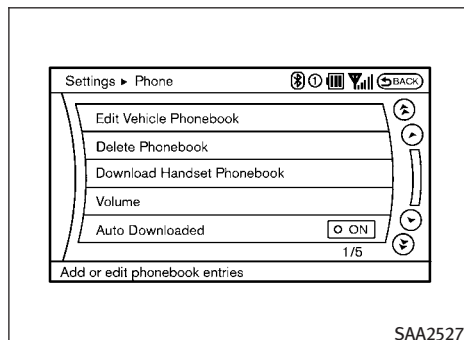 Settings ▸ Phone 1 BACK
Edit Vehicle Phonebook
Delete Phonebook
Download Handset Phonebook
Volume
Auto Downloaded ON
1/5
Add or edit phonebook entries
SAA2527